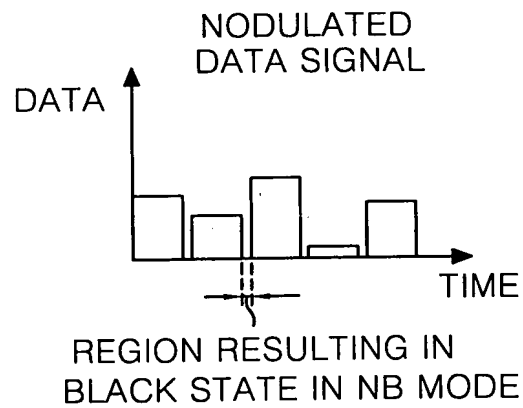 NODULATED
DATA SIGNAL
DATA
TIME
REGION RESULTING IN
BLACK STATE IN NB MODE